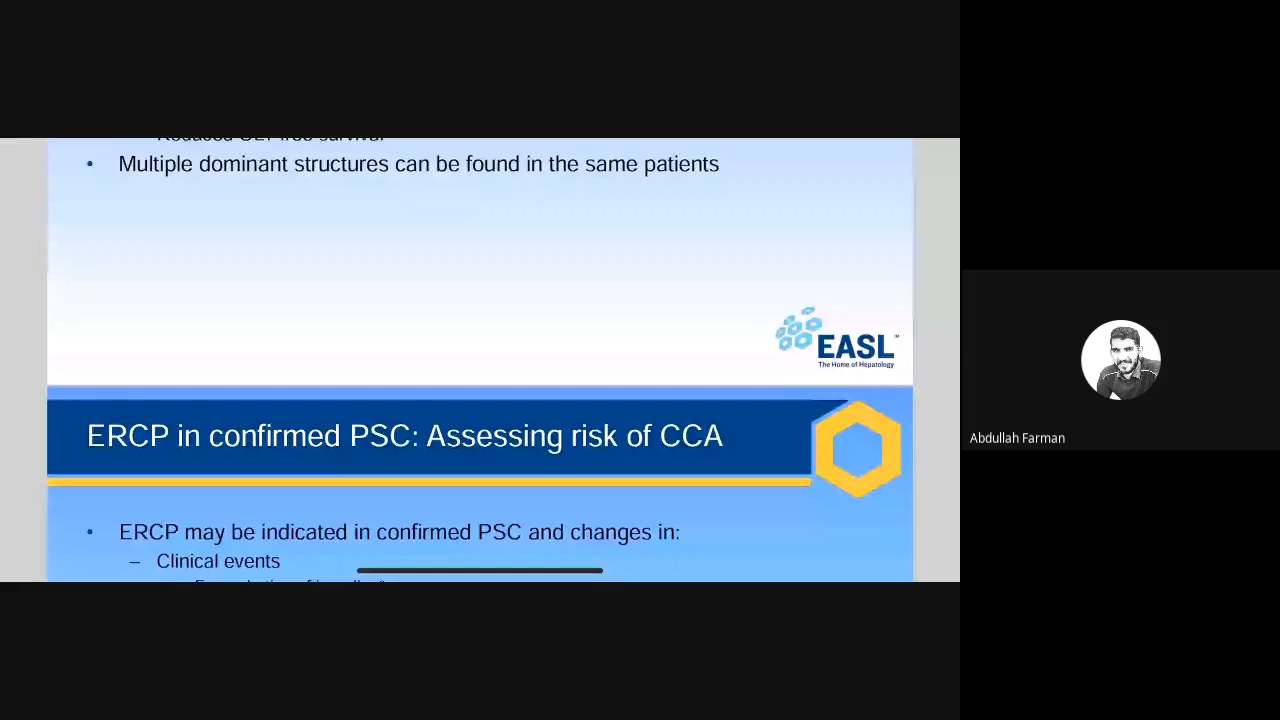 • Multiple dominant structures can be found in the same patients
EASL™
The Home of Hepatology
ERCP in confirmed PSC: Assessing risk of CCA
• ERCP may be indicated in confirmed PSC and changes in:
– Clinical events
Abdullah Farman